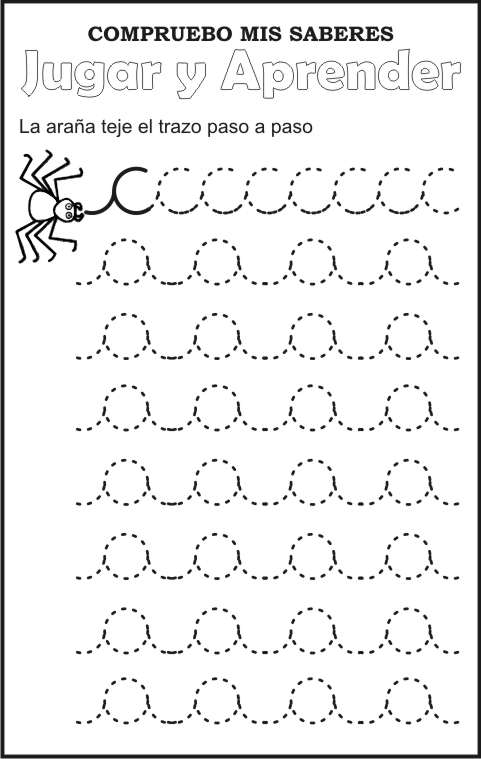 COMPRUEBO MIS SABERES
Jugar y Aprender
La araña teje el trazo paso a paso